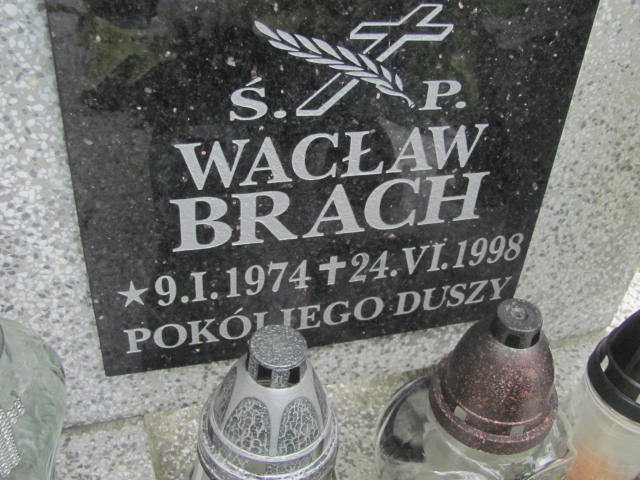 Ś. P.
WACŁAW
BRACH
★ 9.I.1974 ✝ 24.VI.1998
POKÓJ JEGO DUSZY